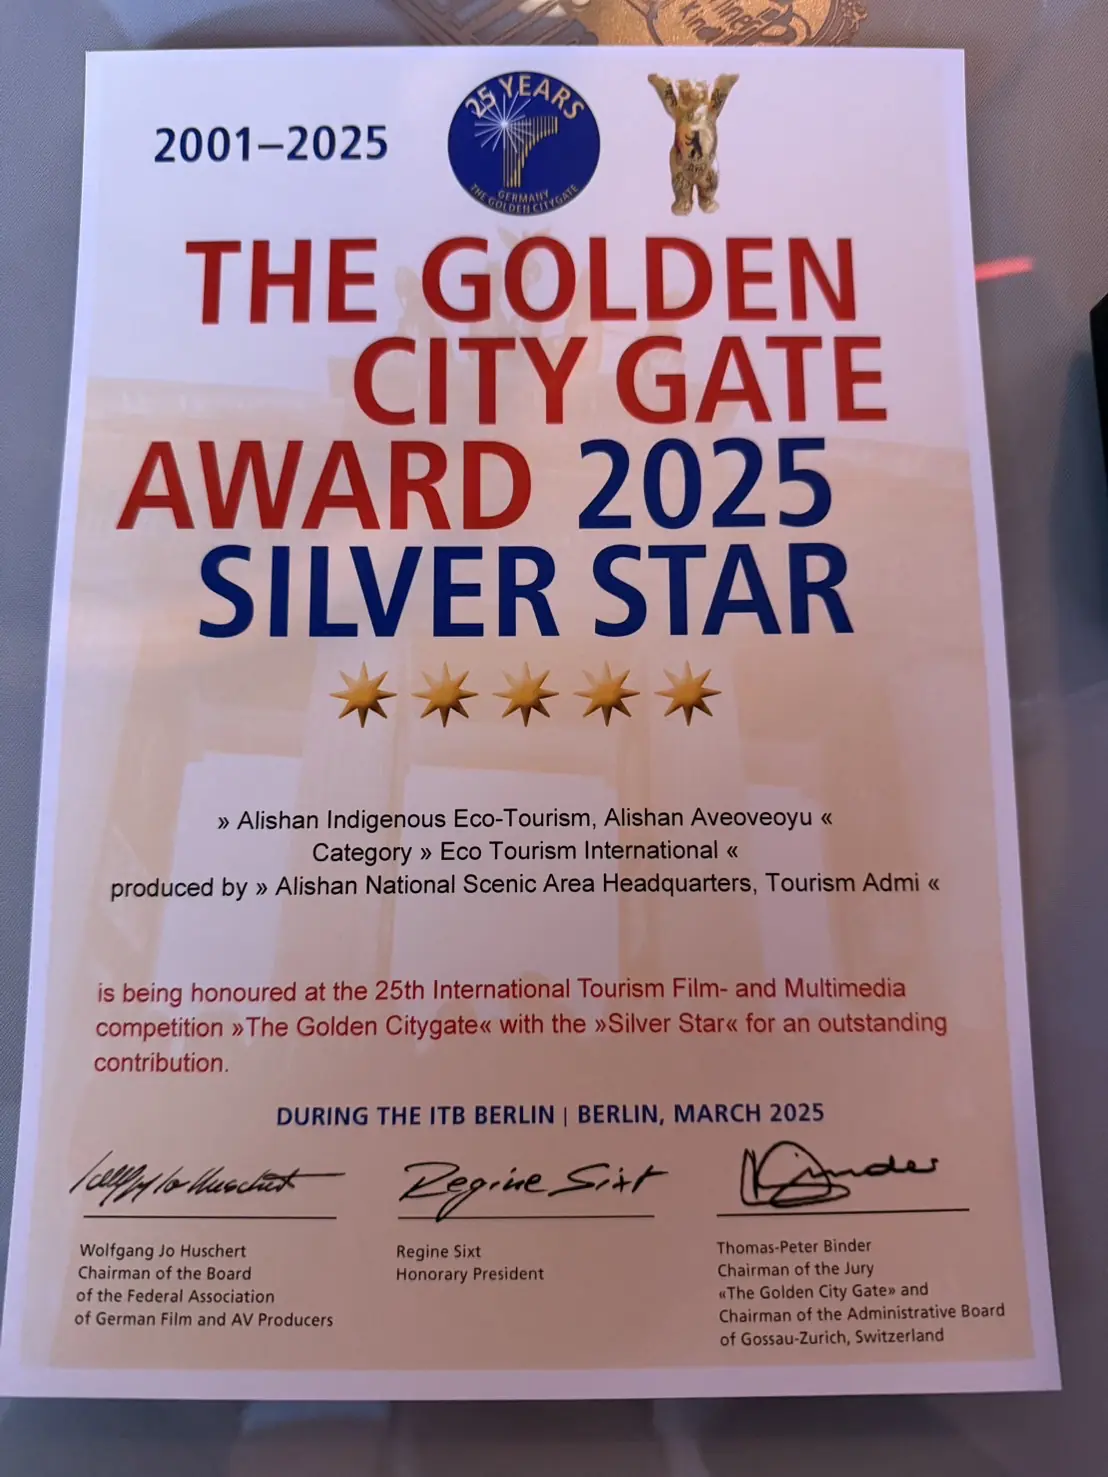 2001–2025
25 YEARS
GERMANY
THE GOLDEN CITYGATE
THE GOLDEN
CITY GATE
AWARD 2025
SILVER STAR
» Alishan Indigenous Eco-Tourism, Alishan Aveoveoyu «
Category » Eco Tourism International «
produced by » Alishan National Scenic Area Headquarters, Tourism Admi «
is being honoured at the 25th International Tourism Film- and Multimedia
competition »The Golden Citygate« with the »Silver Star« for an outstanding
contribution.
DURING THE ITB BERLIN | BERLIN, MARCH 2025
Regine Sixt
Wolfgang Jo Huschert
Chairman of the Board
of the Federal Association
of German Film and AV Producers
Regine Sixt
Honorary President
Thomas-Peter Binder
Chairman of the Jury
«The Golden City Gate» and
Chairman of the Administrative Board
of Gossau-Zurich, Switzerland